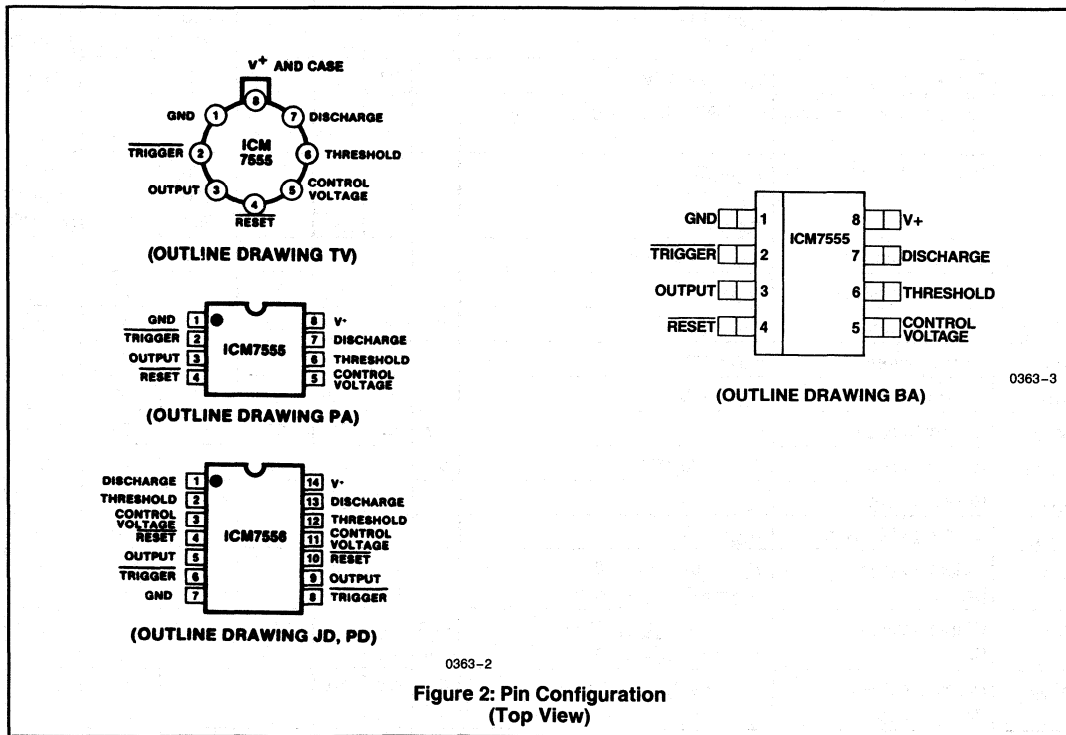 V+ AND CASE
8
GND 1
7 DISCHARGE
TRIGGER 2
ICM
7555
6 THRESHOLD
OUTPUT 3
5 CONTROL
VOLTAGE
4
RESET
(OUTLINE DRAWING TV)
GND 1
8 V+
TRIGGER 2
7 DISCHARGE
ICM7555
OUTPUT 3
6 THRESHOLD
RESET 4
5 CONTROL
VOLTAGE
(OUTLINE DRAWING PA)
DISCHARGE 1
14 V+
THRESHOLD 2
13 DISCHARGE
CONTROL
VOLTAGE 3
12 THRESHOLD
RESET 4
ICM7556
11 CONTROL
VOLTAGE
OUTPUT 5
10 RESET
TRIGGER 6
9 OUTPUT
GND 7
8 TRIGGER
(OUTLINE DRAWING JD, PD)
0363-2
GND 1
8 V+
ICM7555
TRIGGER 2
7 DISCHARGE
OUTPUT 3
6 THRESHOLD
RESET 4
5 CONTROL
VOLTAGE
0363-3
(OUTLINE DRAWING BA)
Figure 2: Pin Configuration
(Top View)